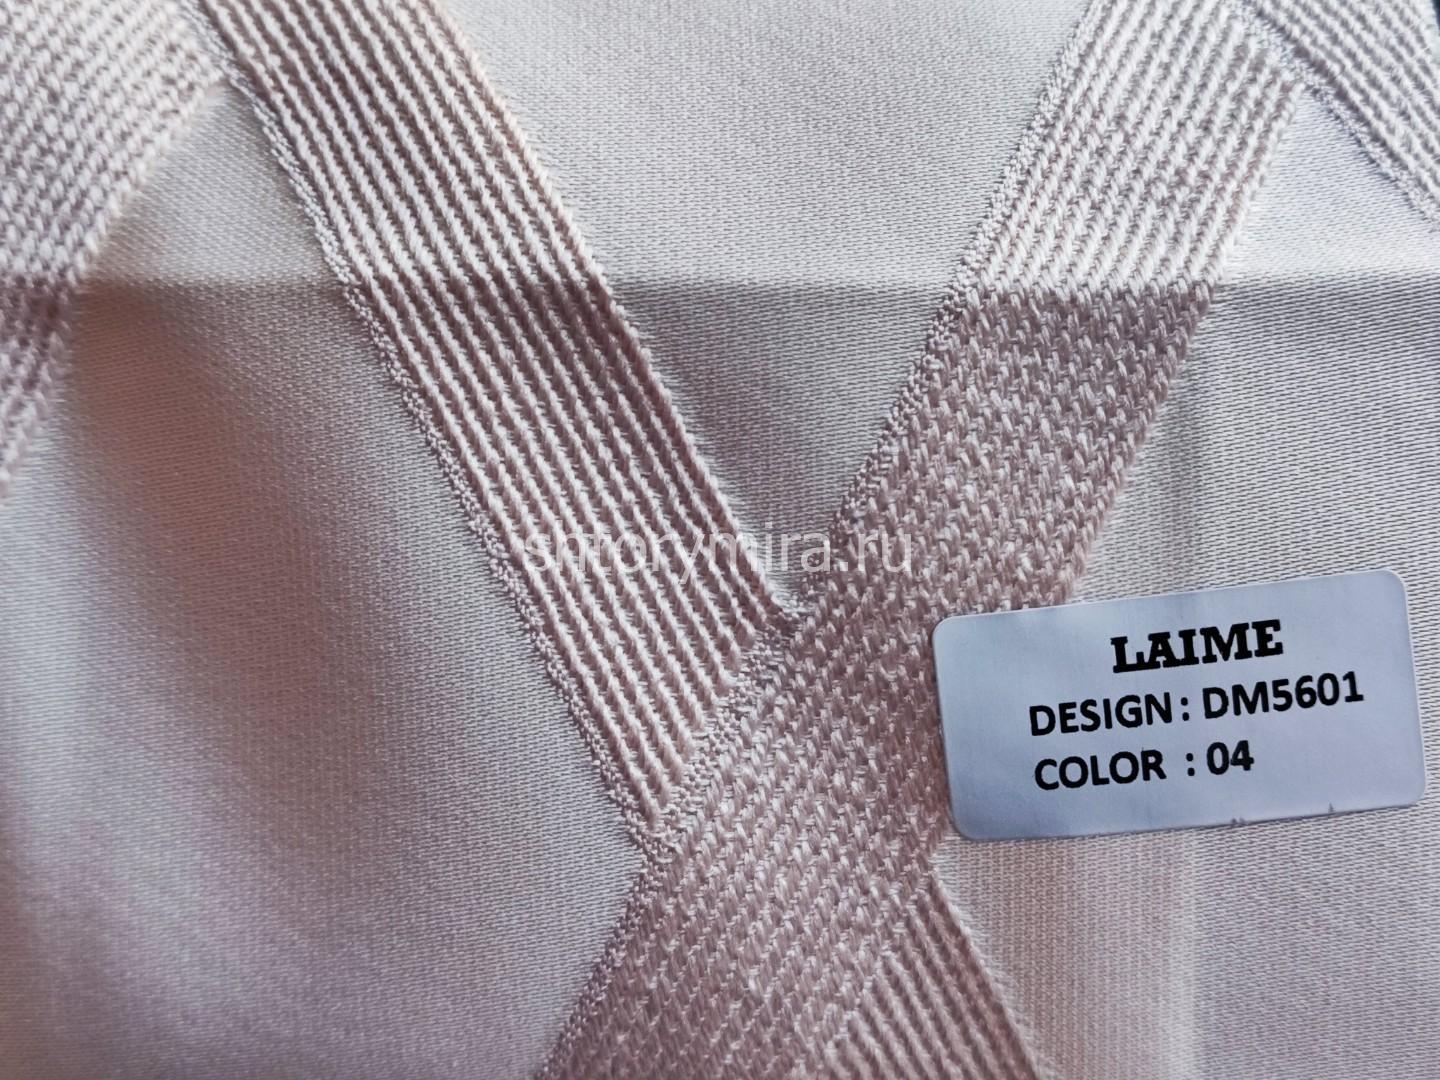 shtorymira.ru
LAIME
DESIGN : DM5601
COLOR : 04